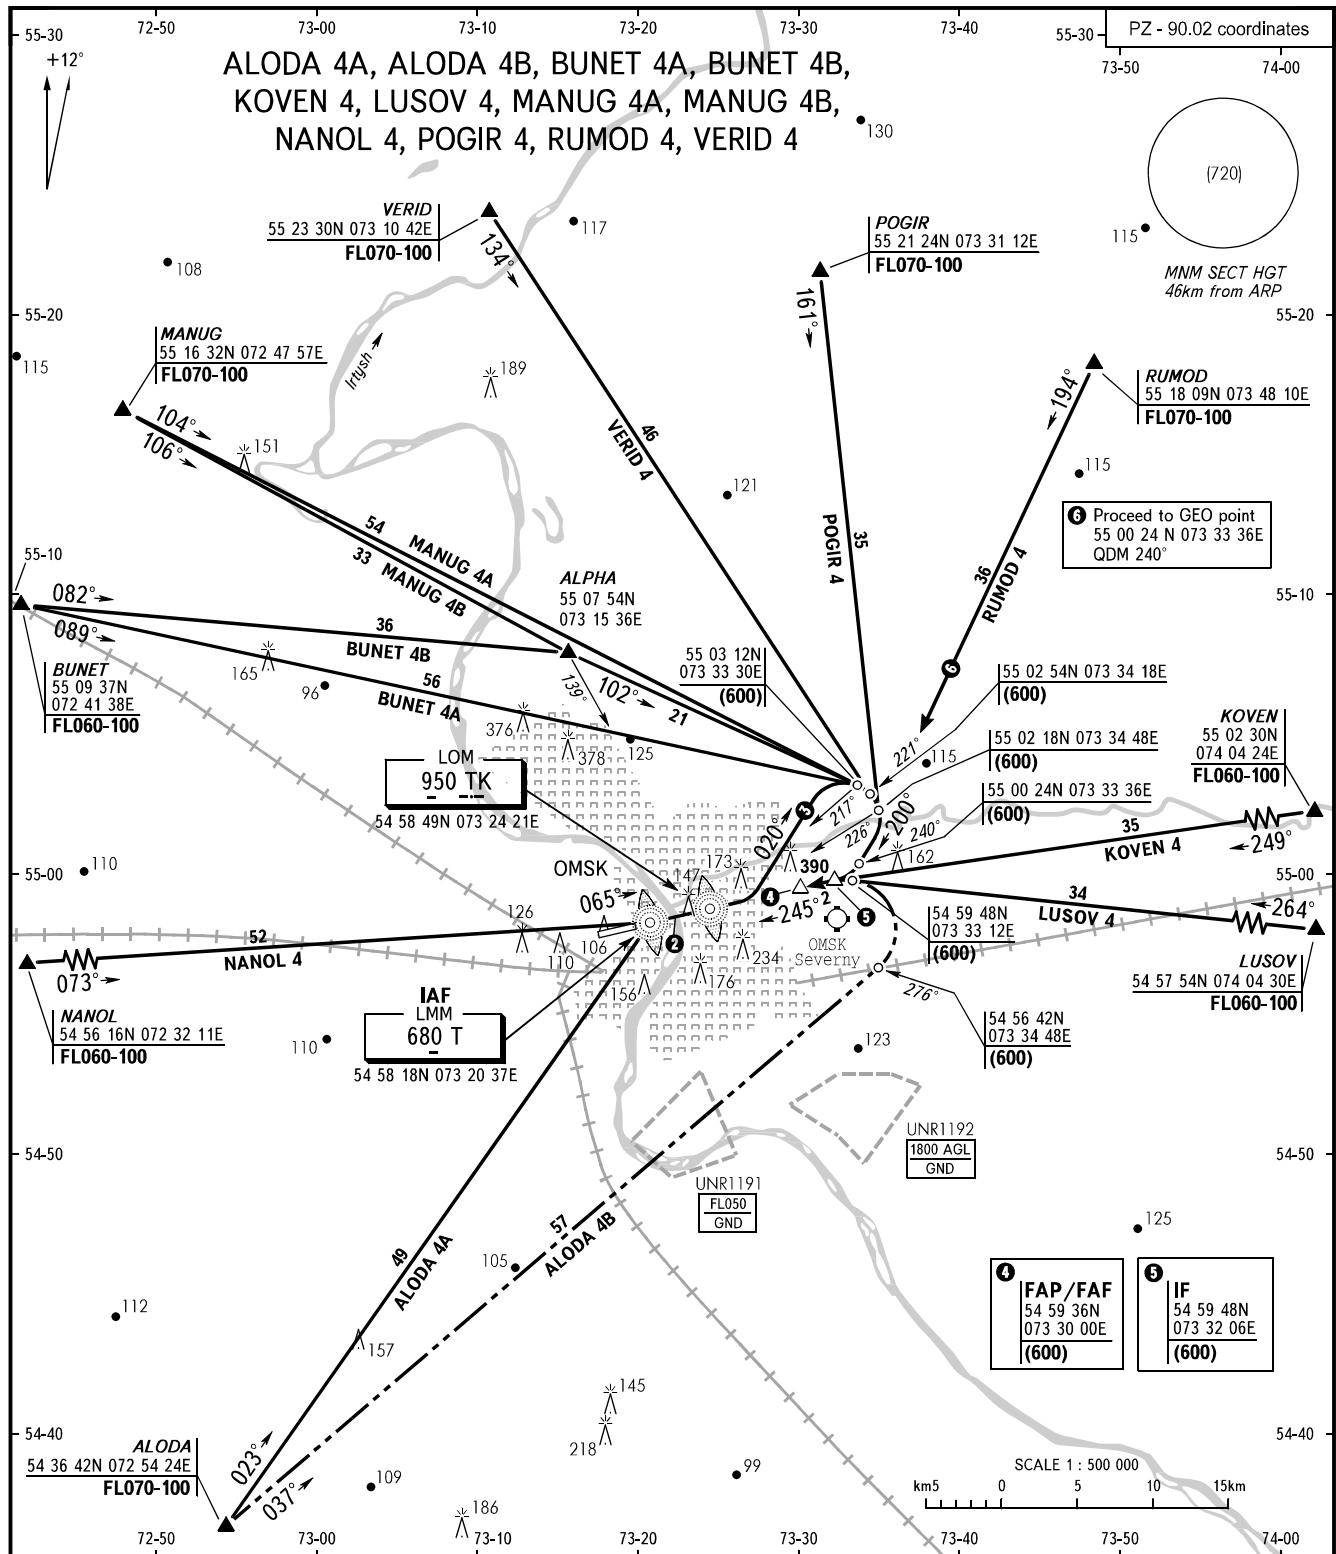 72-50
73-00
73-10
73-20
73-30
73-40
55-30
55-30
PZ - 90.02 coordinates
73-50
74-00
+12°
ALODA 4A, ALODA 4B, BUNET 4A, BUNET 4B,
KOVEN 4, LUSOV 4, MANUG 4A, MANUG 4B,
NANOL 4, POGIR 4, RUMOD 4, VERID 4
130
(720)
MNM SECT HGT
46km from ARP
VERID
55 23 30N 073 10 42E
FL070-100
134°
117
POGIR
55 21 24N 073 31 12E
FL070-100
161°
115
108
55-20
55-20
MANUG
55 16 32N 072 47 57E
FL070-100
115
Irtysh
189
RUMOD
55 18 09N 073 48 10E
FL070-100
194°
104°
106°
151
46
VERID 4
121
115
6 Proceed to GEO point
55 00 24 N 073 33 36E
QDM 240°
54
MANUG 4A
33
MANUG 4B
35
POGIR 4
36
RUMOD 4
55-10
55-10
ALPHA
55 07 54N
073 15 36E
082°
089°
36
BUNET 4B
165
96
56
BUNET 4A
BUNET
55 09 37N
072 41 38E
FL060-100
139°
102°
21
55 03 12N
073 33 30E
(600)
6
55 02 54N 073 34 18E
(600)
KOVEN
55 02 30N
074 04 24E
FL060-100
376
378
125
221°
115
55 02 18N 073 34 48E
(600)
LOM
950 TK
54 58 49N 073 24 21E
55 00 24N 073 33 36E
(600)
3
217°
226°
200°
240°
020°
35
KOVEN 4
249°
110
55-00
55-00
OMSK
173
147
390
162
4
245°
2
5
065°
34
LUSOV 4
264°
126
106
110
2
234
OMSK
Severny
54 59 48N
073 33 12E
(600)
52
NANOL 4
073°
156
176
276°
LUSOV
54 57 54N 074 04 30E
FL060-100
NANOL
54 56 16N 072 32 11E
FL060-100
IAF
LMM
680 T
54 58 18N 073 20 37E
110
123
54 56 42N
073 34 48E
(600)
UNR1192
1800 AGL
GND
54-50
54-50
UNR1191
FL050
GND
49
ALODA 4A
57
ALODA 4B
105
125
112
157
4
FAP/FAF
54 59 36N
073 30 00E
(600)
5
IF
54 59 48N
073 32 06E
(600)
145
218
54-40
54-40
ALODA
54 36 42N 072 54 24E
FL070-100
023°
037°
109
99
186
SCALE 1 : 500 000
km5
0
5
10
15km
72-50
73-00
73-10
73-20
73-30
73-40
73-50
74-00